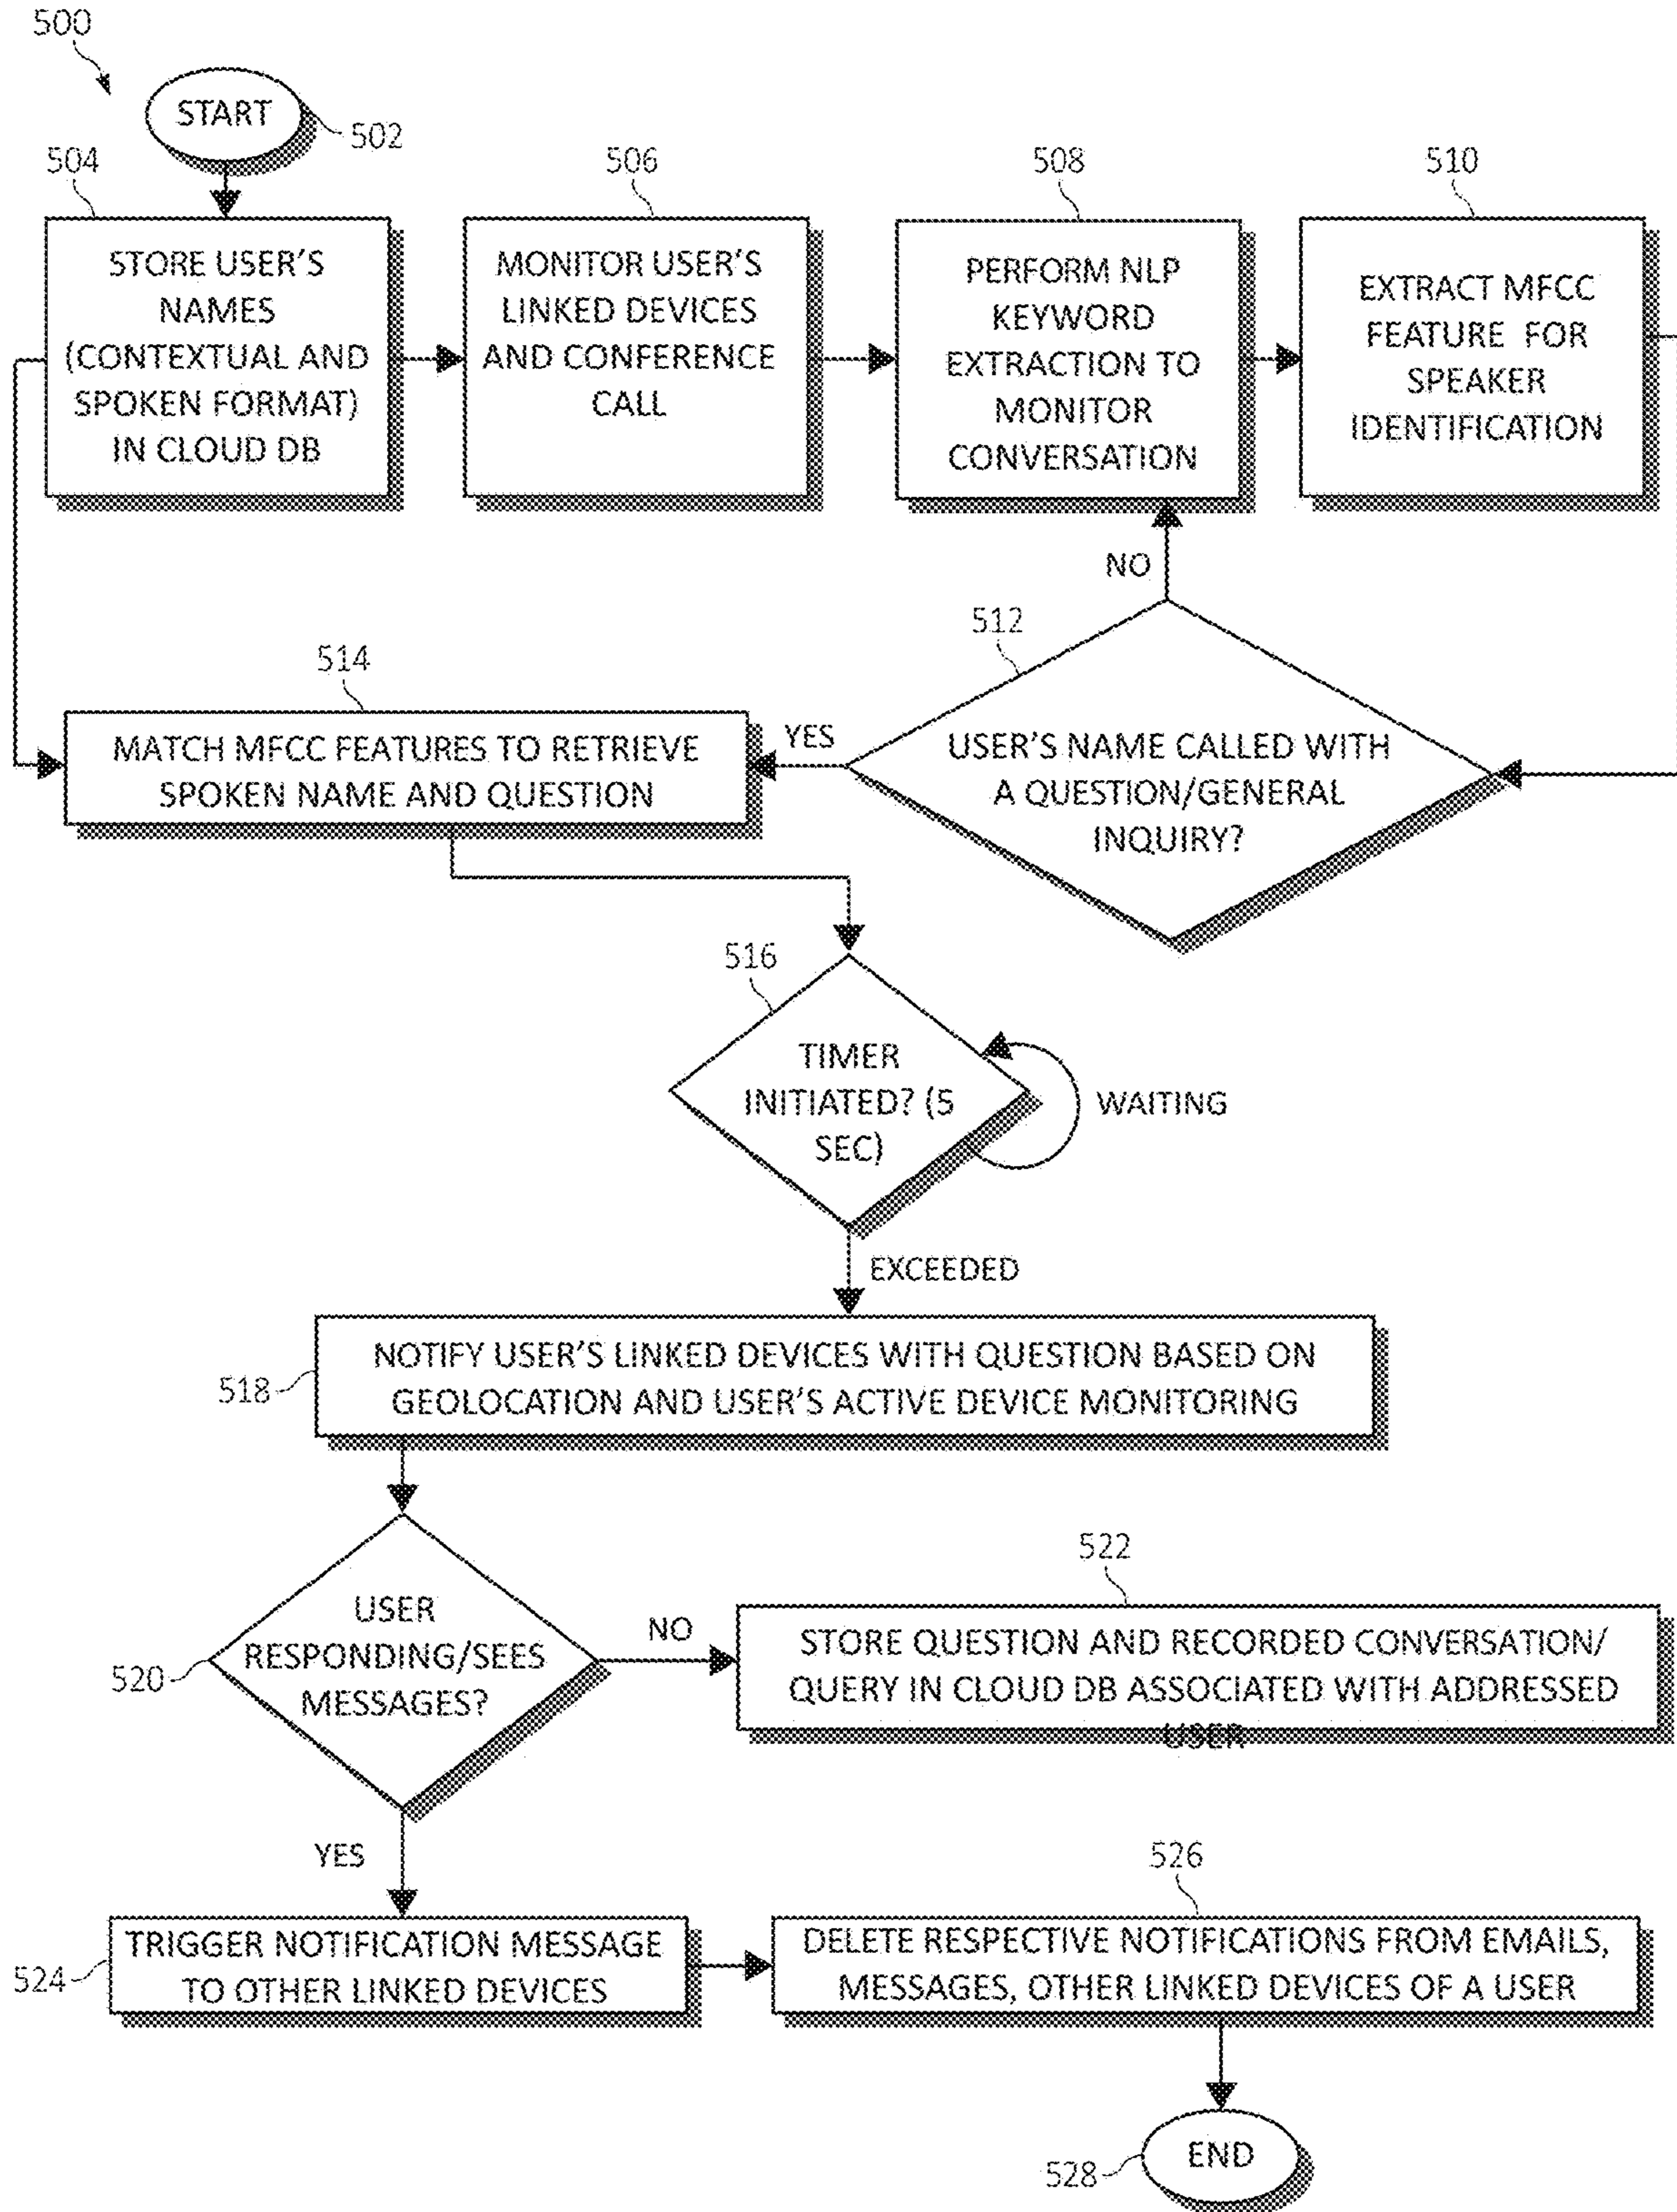 500
START
502
504
STORE USER'S
NAMES
(CONTEXTUAL AND
SPOKEN FORMAT)
IN CLOUD DB
506
MONITOR USER'S
LINKED DEVICES
AND CONFERENCE
CALL
508
PERFORM NLP
KEYWORD
EXTRACTION TO
MONITOR
CONVERSATION
510
EXTRACT MFCC
FEATURE FOR
SPEAKER
IDENTIFICATION
NO
512
USER'S NAME CALLED WITH
A QUESTION/GENERAL
INQUIRY?
YES
514
MATCH MFCC FEATURES TO RETRIEVE
SPOKEN NAME AND QUESTION
516
TIMER
INITIATED? (5
SEC)
WAITING
EXCEEDED
518
NOTIFY USER'S LINKED DEVICES WITH QUESTION BASED ON
GEOLOCATION AND USER'S ACTIVE DEVICE MONITORING
520
USER
RESPONDING/SEES
MESSAGES?
NO
522
STORE QUESTION AND RECORDED CONVERSATION/
QUERY IN CLOUD DB ASSOCIATED WITH ADDRESSED
USER
YES
524
TRIGGER NOTIFICATION MESSAGE
TO OTHER LINKED DEVICES
526
DELETE RESPECTIVE NOTIFICATIONS FROM EMAILS,
MESSAGES, OTHER LINKED DEVICES OF A USER
END
528